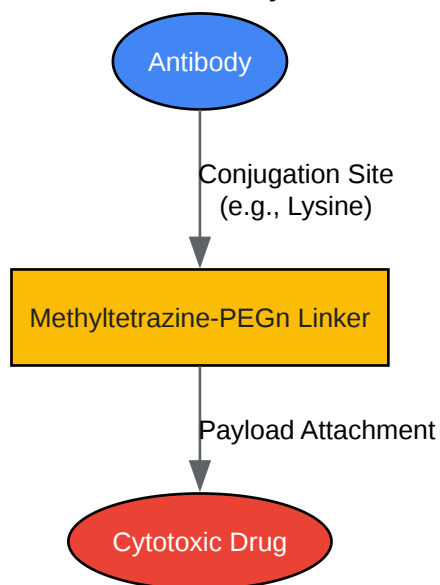 Antibody
Conjugation Site
(e.g., Lysine)
Methyltetrazine-PEGn Linker
Payload Attachment
Cytotoxic Drug